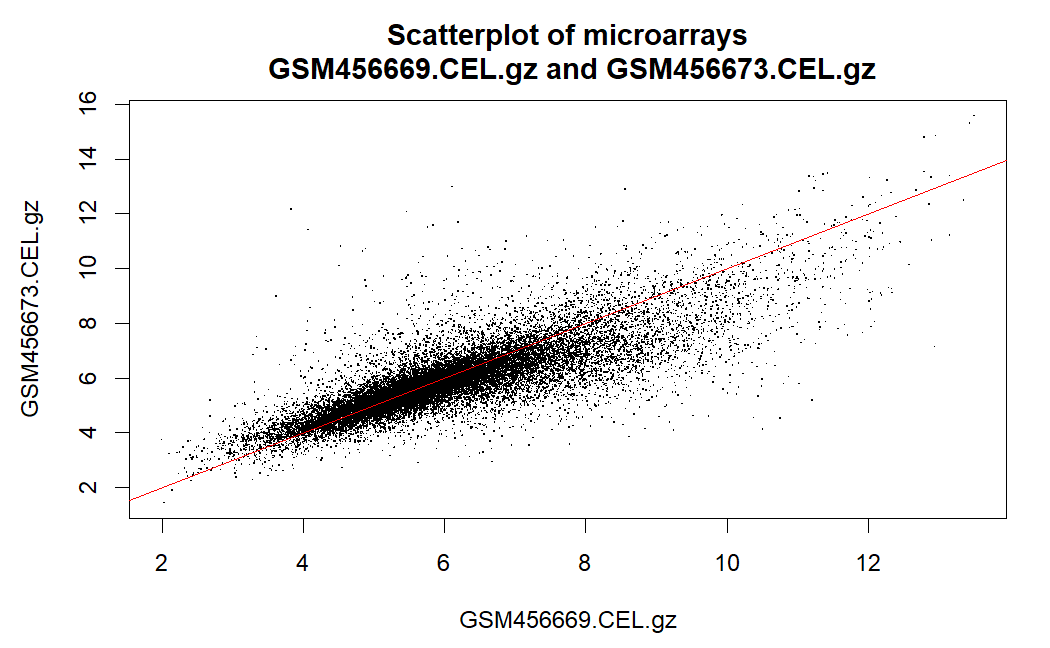 Scatterplot of microarrays
GSM456669.CEL.gz and GSM456673.CEL.gz
GSM456673.CEL.gz
16
14
12
10
8
6
4
2
2 4 6 8 10 12
GSM456669.CEL.gz